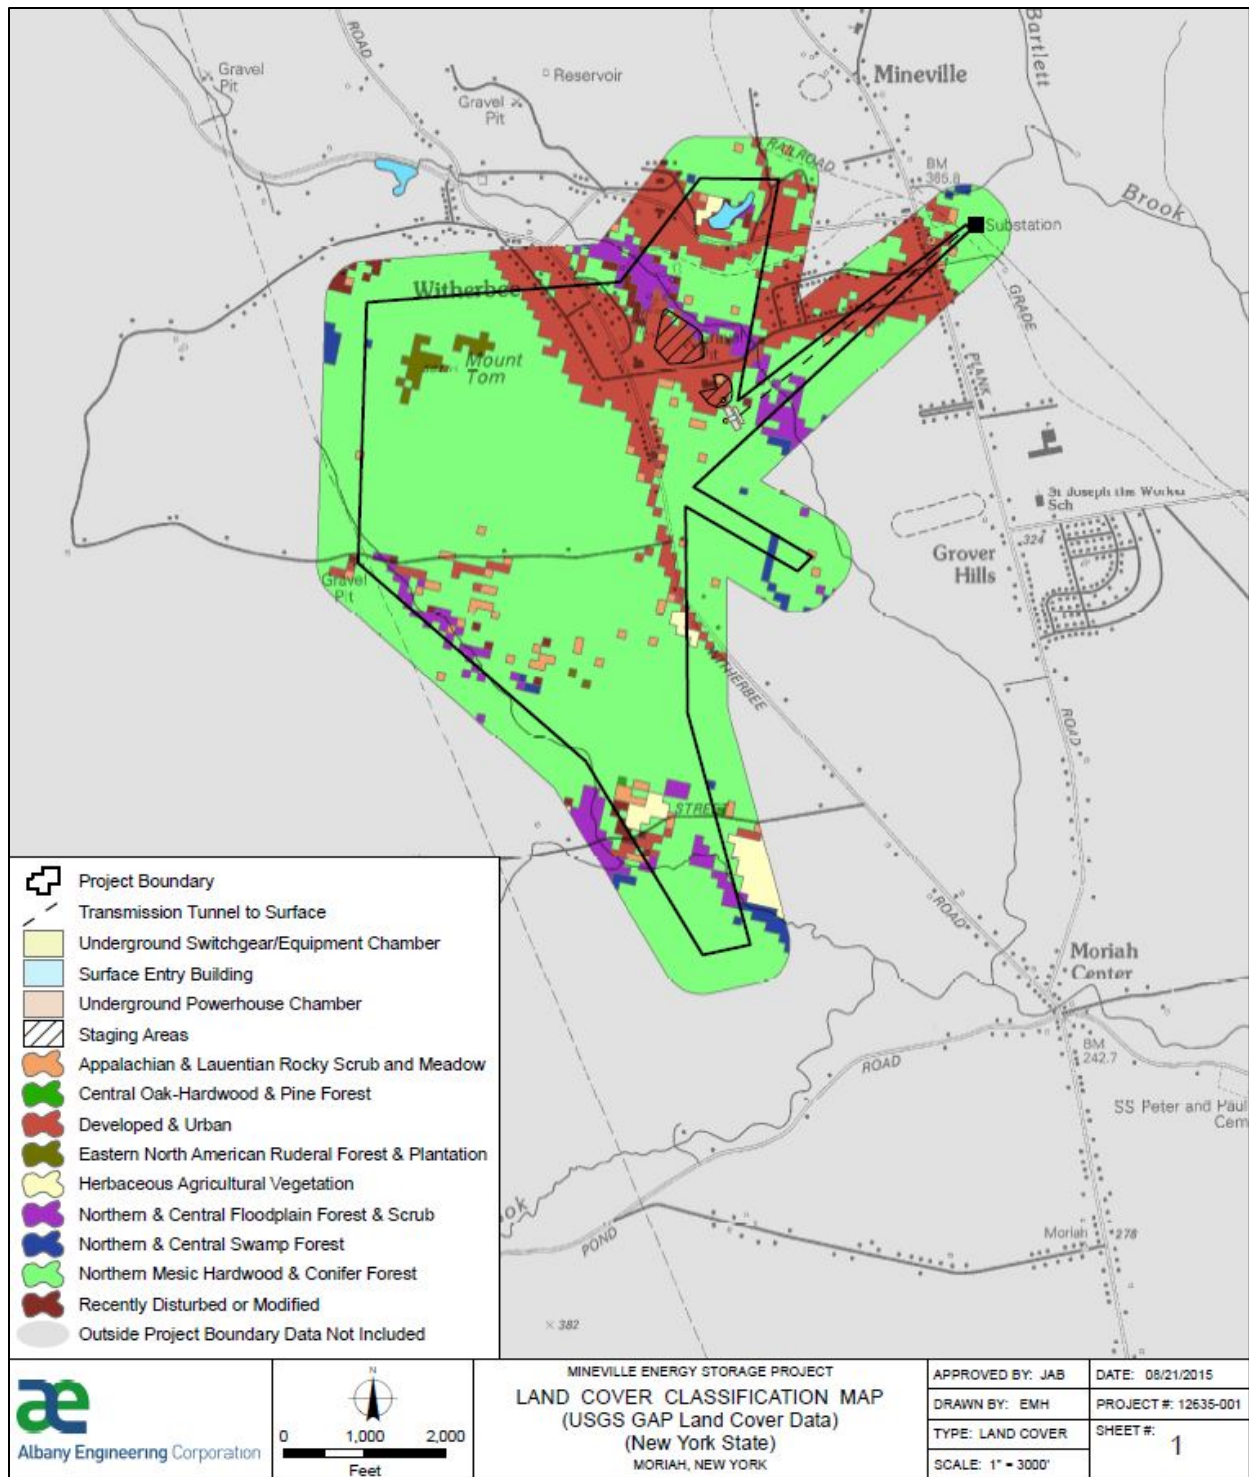 ROAD
Gravel
Pit
Reservoir
Gravel
Pit
Mineville
Bartlett
RAILROAD
BM
365.8
Brook
Substation
Witherbee
GRADE
Gravel
Pit
Mount
Tom
PLANK
St Joseph the Worker
Sch
324
Grover
Hills
Gravel
Pit
WITHERBEE
ROAD
STREET
ROAD
Moriah
Center
BM
242.7
ROAD
SS Peter and Paul
Cem
POND
Moriah
278
382
Project Boundary
Transmission Tunnel to Surface
Underground Switchgear/Equipment Chamber
Surface Entry Building
Underground Powerhouse Chamber
Staging Areas
Appalachian & Lauentian Rocky Scrub and Meadow
Central Oak-Hardwood & Pine Forest
Developed & Urban
Eastern North American Ruderal Forest & Plantation
Herbaceous Agricultural Vegetation
Northern & Central Floodplain Forest & Scrub
Northern & Central Swamp Forest
Northern Mesic Hardwood & Conifer Forest
Recently Disturbed or Modified
Outside Project Boundary Data Not Included
ae
Albany Engineering Corporation
N
0 1,000 2,000
Feet
MINEVILLE ENERGY STORAGE PROJECT
LAND COVER CLASSIFICATION MAP
(USGS GAP Land Cover Data)
(New York State)
MORIAH, NEW YORK
APPROVED BY: JAB
DRAWN BY: EMH
TYPE: LAND COVER
SCALE: 1" = 3000'
DATE: 08/21/2015
PROJECT #: 12635-001
SHEET #:
1